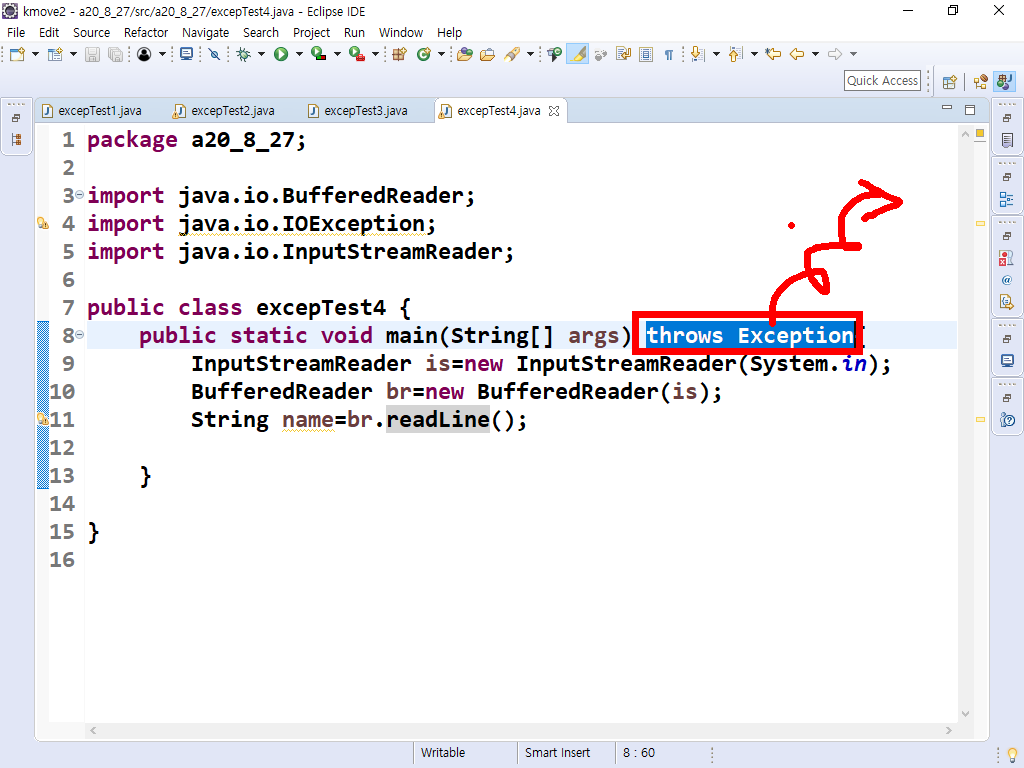 kmove2 - a20_8_27/src/a20_8_27/excepTest4.java - Eclipse IDE
File Edit Source Refactor Navigate Search Project Run Window Help
Quick Access
excepTest1.java excepTest2.java excepTest3.java excepTest4.java
1 package a20_8_27;
2
3 import java.io.BufferedReader;
4 import java.io.IOException;
5 import java.io.InputStreamReader;
6
7 public class excepTest4 {
8 public static void main(String[] args) throws Exception{
9 InputStreamReader is=new InputStreamReader(System.in);
10 BufferedReader br=new BufferedReader(is);
11 String name=br.readLine();
12
13 }
14
15 }
16
Writable Smart Insert 8 : 60